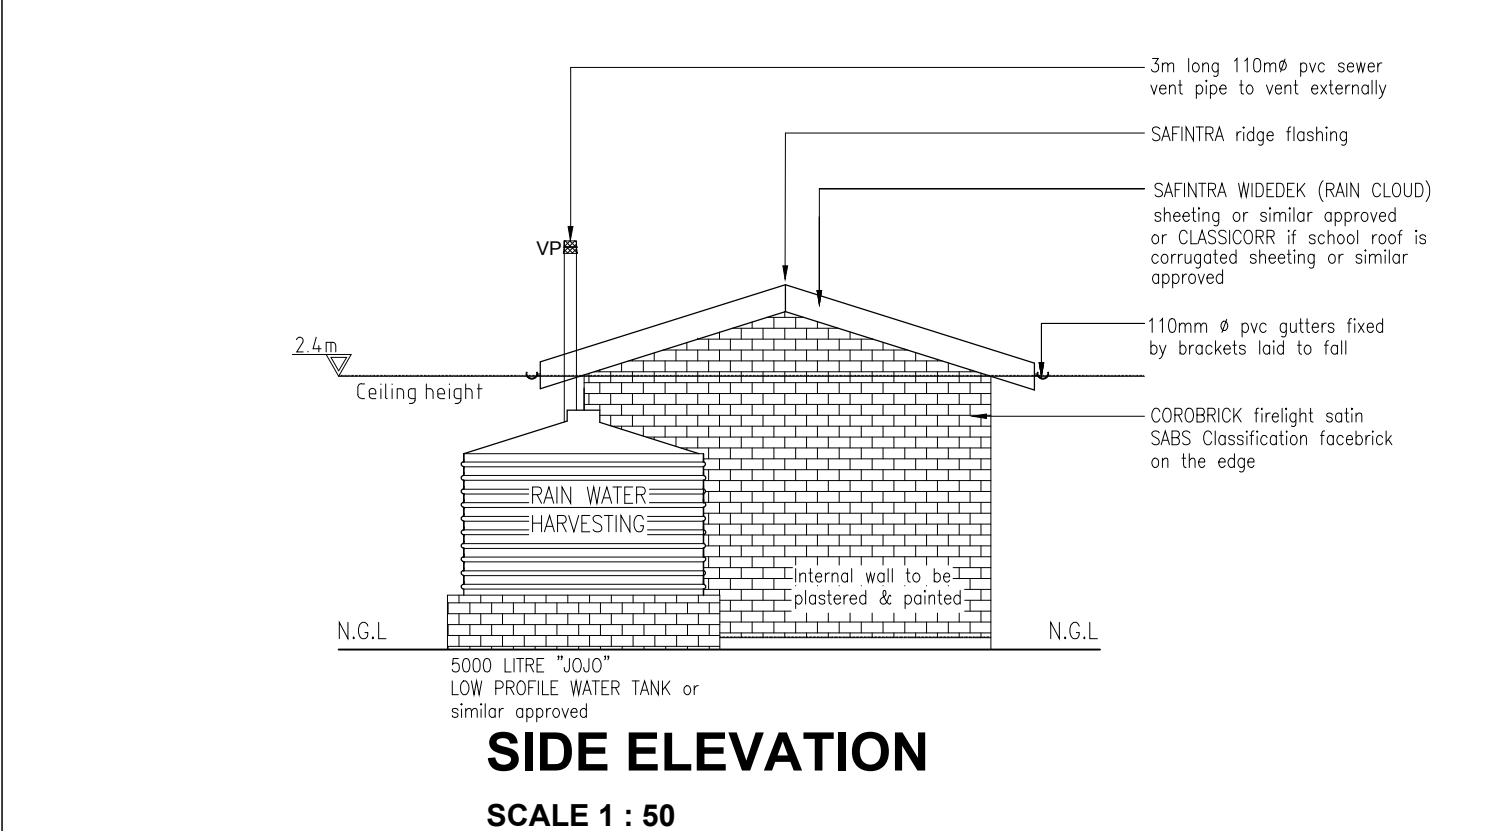 3m long 110mø pvc sewer
vent pipe to vent externally
SAFINTRA ridge flashing
SAFINTRA WIDEDEK (RAIN CLOUD)
sheeting or similar approved
or CLASSICORR if school roof is
corrugated sheeting or similar
approved
VP
110mm ø pvc gutters fixed
by brackets laid to fall
2.4m
Ceiling height
COROBRICK firelight satin
SABS Classification facebrick
on the edge
RAIN WATER
HARVESTING
Internal wall to be
plastered & painted
N.G.L
N.G.L
5000 LITRE "JOJO"
LOW PROFILE WATER TANK or
similar approved
SIDE ELEVATION
SCALE 1 : 50